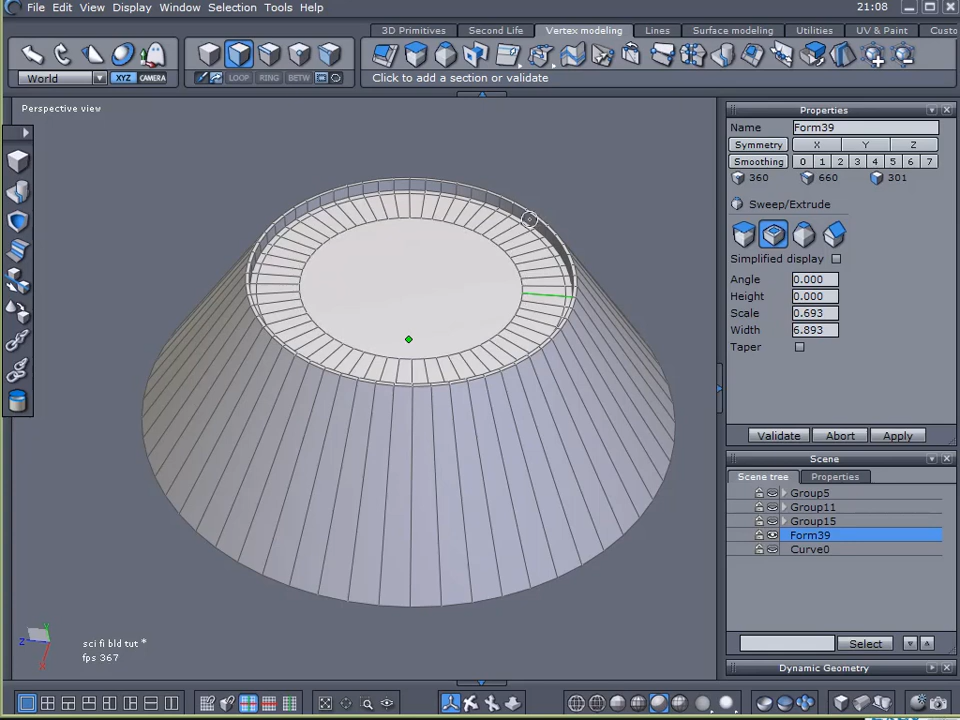 File Edit View Display Window Selection Tools Help 21:08
3D Primitives Second Life Vertex modeling Lines Surface modeling Utilities UV & Paint Custo
World XYZ CAMERA LOOP RING BETW
Click to add a section or validate
Perspective view
Properties
Name Form39
Symmetry X Y Z
Smoothing 0 1 2 3 4 5 6 7
360 660 301
Sweep/Extrude
Simplified display
Angle 0.000
Height 0.000
Scale 0.693
Width 6.893
Taper
Validate Abort Apply
Scene
Scene tree Properties
Group5
Group11
Group15
Form39
Curve0
Select
Dynamic Geometry
Z Y X
sci fi bld tut *
fps 367